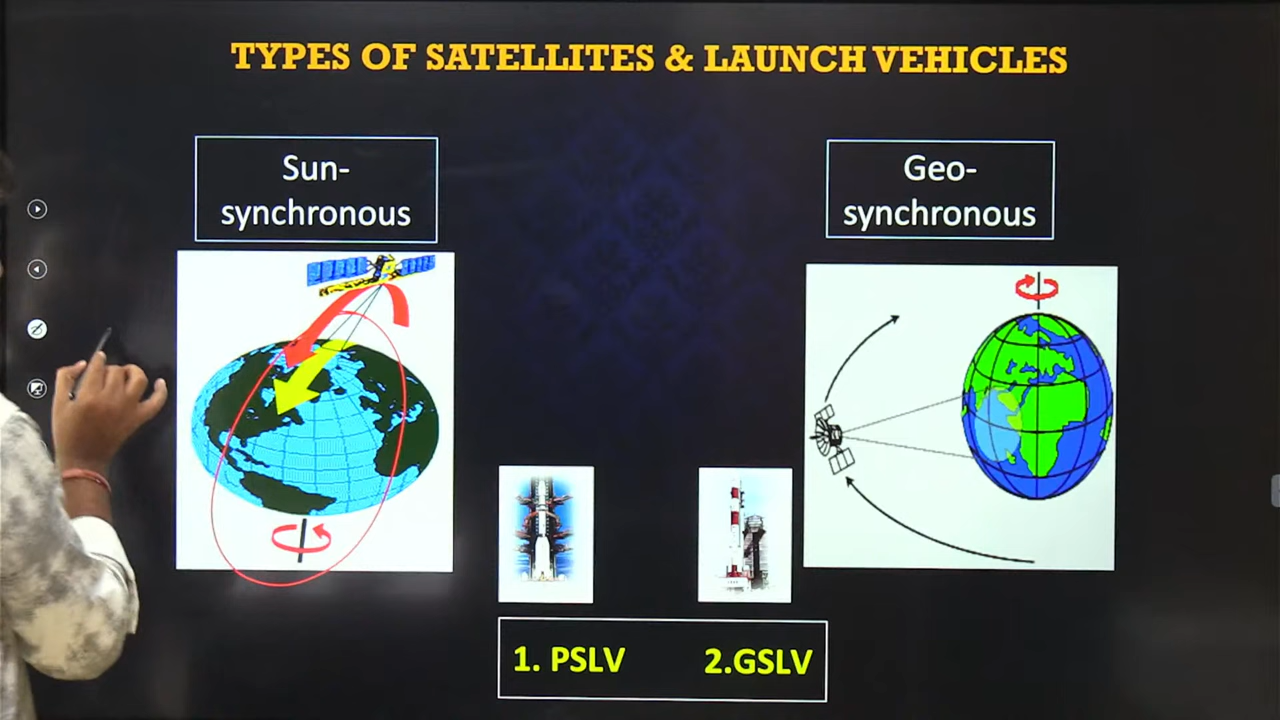 TYPES OF SATELLITES & LAUNCH VEHICLES
Sun-
synchronous
Geo-
synchronous
1. PSLV 2.GSLV